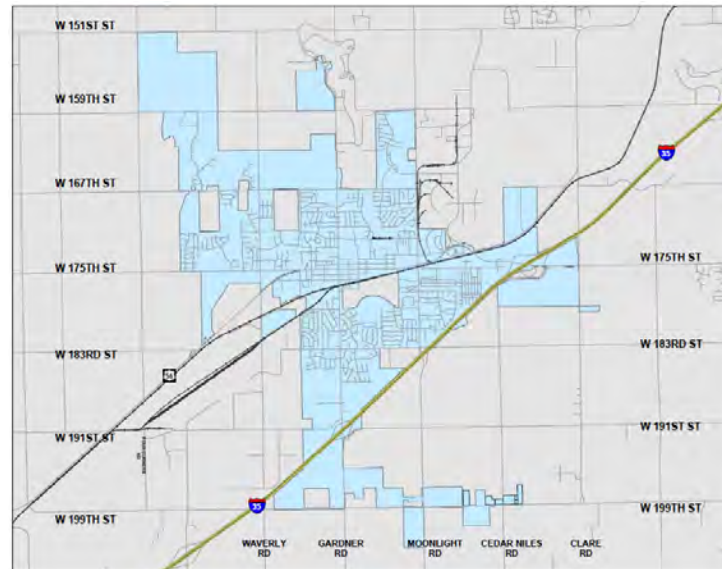 W 151ST ST
W 159TH ST
35
W 167TH ST
W 175TH ST
W 175TH ST
W 183RD ST
W 183RD ST
56
W 191ST ST
W 191ST ST
35
W 199TH ST
W 199TH ST
WAVERLY
RD
GARDNER
RD
MOONLIGHT
RD
CEDAR NILES
RD
CLARE
RD